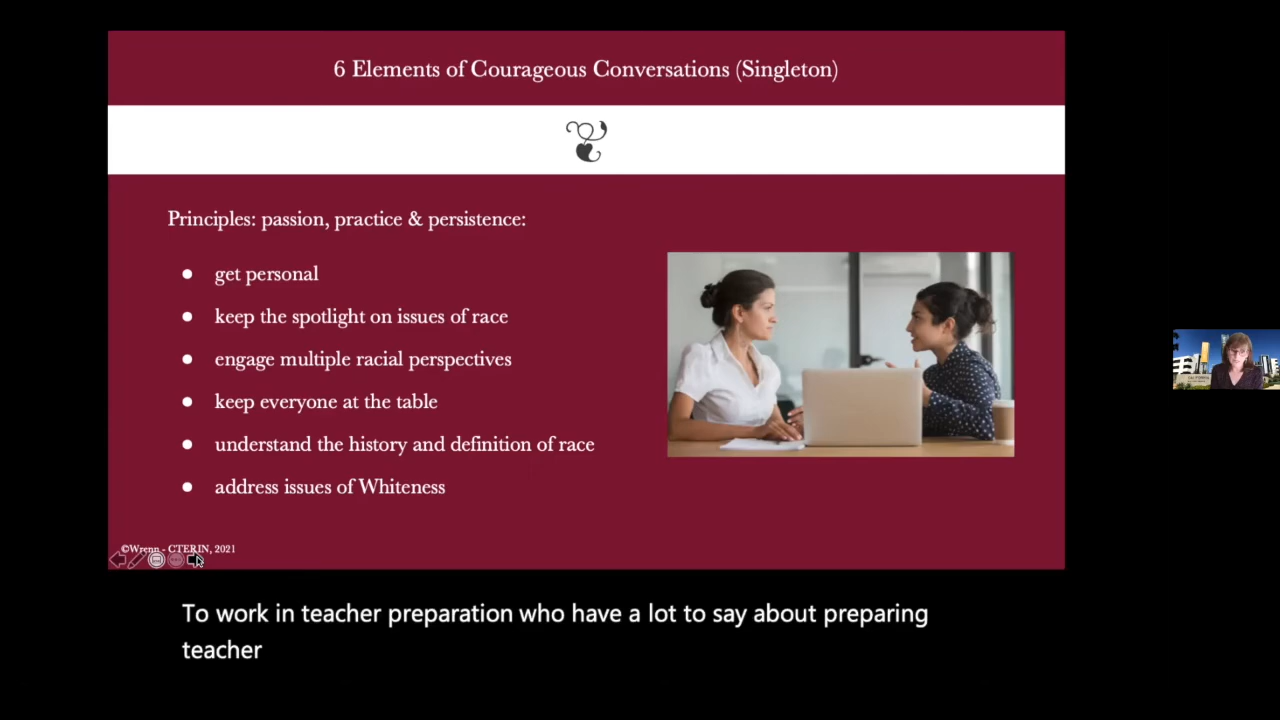 6 Elements of Courageous Conversations (Singleton)
Principles: passion, practice & persistence:
get personal
keep the spotlight on issues of race
engage multiple racial perspectives
keep everyone at the table
understand the history and definition of race
address issues of Whiteness
©Wrenn - CTERIN, 2021
To work in teacher preparation who have a lot to say about preparing
teacher